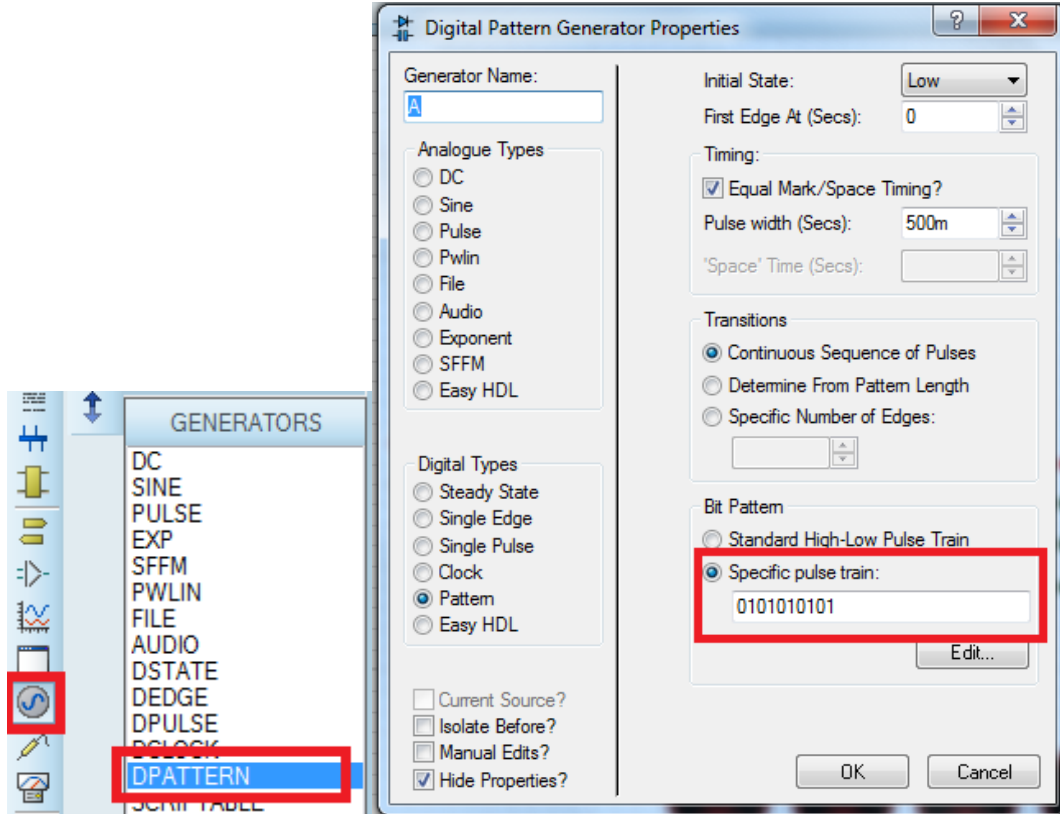 GENERATORS
DC
SINE
PULSE
EXP
SFFM
PWLIN
FILE
AUDIO
DSTATE
DEDGE
DPULSE
DCLOCK
DPATTERN
SCRIPTABLE
Digital Pattern Generator Properties
Generator Name:
A
Analogue Types
DC
Sine
Pulse
Pwlin
File
Audio
Exponent
SFFM
Easy HDL
Digital Types
Steady State
Single Edge
Single Pulse
Clock
Pattern
Easy HDL
Current Source?
Isolate Before?
Manual Edits?
Hide Properties?
Initial State: Low
First Edge At (Secs): 0
Timing:
Equal Mark/Space Timing?
Pulse width (Secs): 500m
'Space' Time (Secs):
Transitions
Continuous Sequence of Pulses
Determine From Pattern Length
Specific Number of Edges:
Bit Pattern
Standard High-Low Pulse Train
Specific pulse train:
0101010101
Edit...
OK Cancel